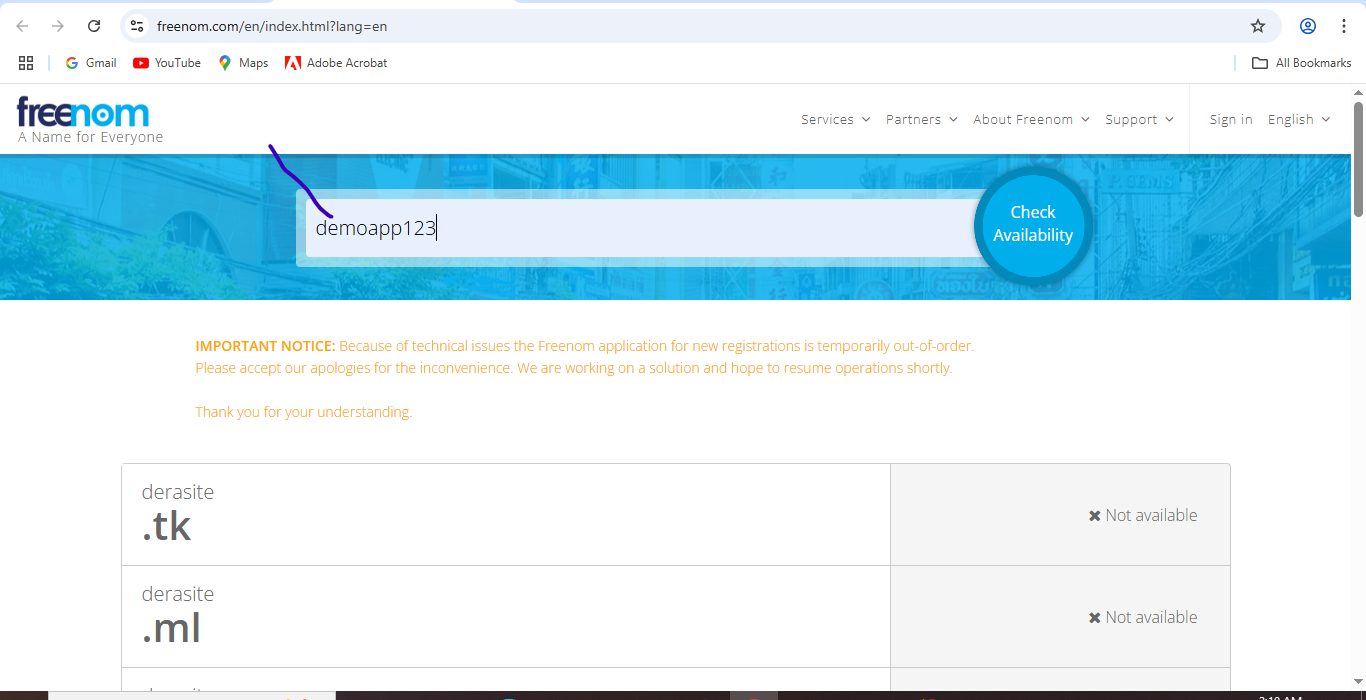 freenom.com/en/index.html?lang=en
Gmail YouTube Maps Adobe Acrobat All Bookmarks
freenom
A Name for Everyone
Services Partners About Freenom Support Sign in English
demoapp123
Check
Availability
IMPORTANT NOTICE: Because of technical issues the Freenom application for new registrations is temporarily out-of-order.
Please accept our apologies for the inconvenience. We are working on a solution and hope to resume operations shortly.
Thank you for your understanding.
derasite
.tk
✖ Not available
derasite
.ml
✖ Not available